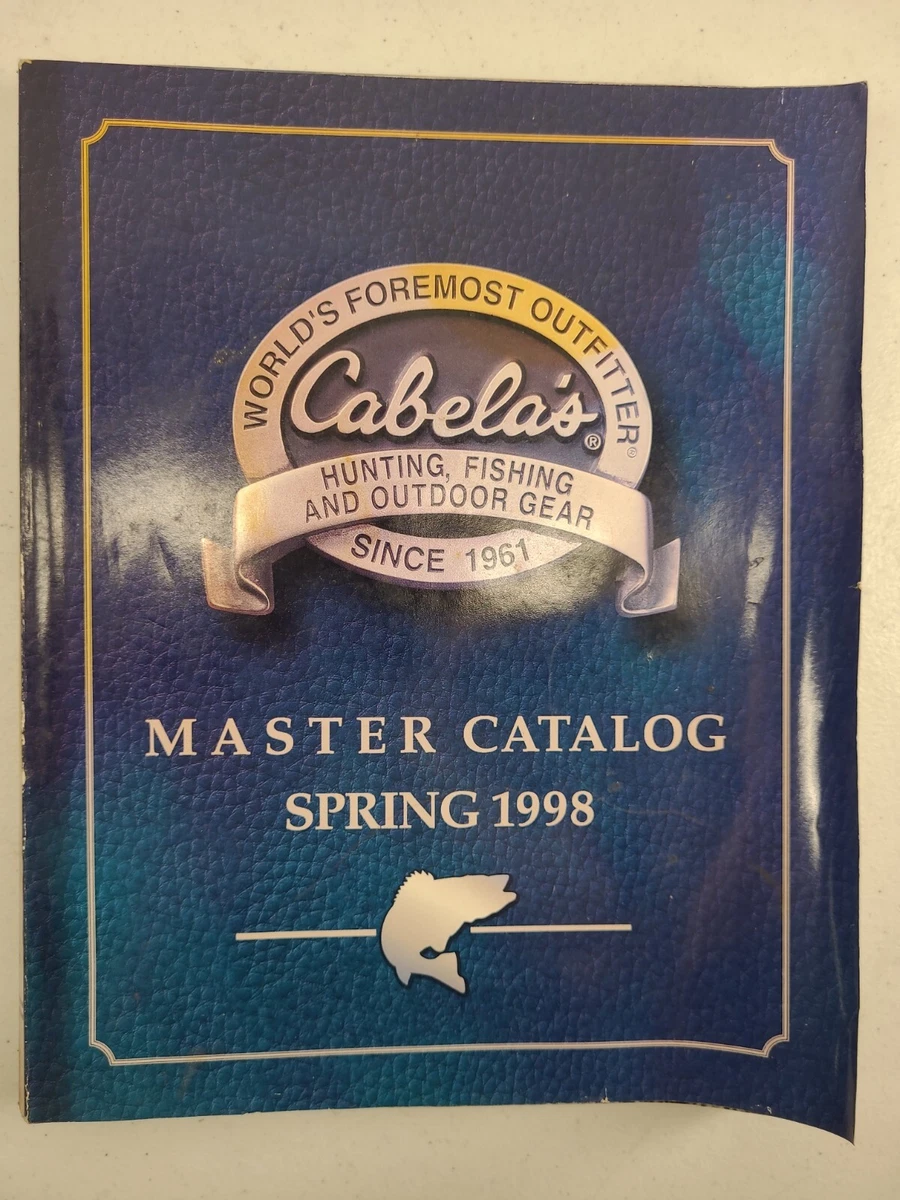 WORLD'S FOREMOST OUTFITTER®
Cabela's®
HUNTING, FISHING
AND OUTDOOR GEAR
SINCE 1961
MASTER CATALOG
SPRING 1998